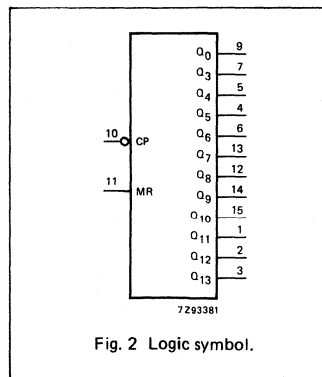 Q0 9
Q3 7
Q4 5
Q5 4
10 CP Q6 6
Q7 13
Q8 12
11 MR Q9 14
Q10 15
Q11 1
Q12 2
Q13 3
7Z93381
Fig. 2 Logic symbol.